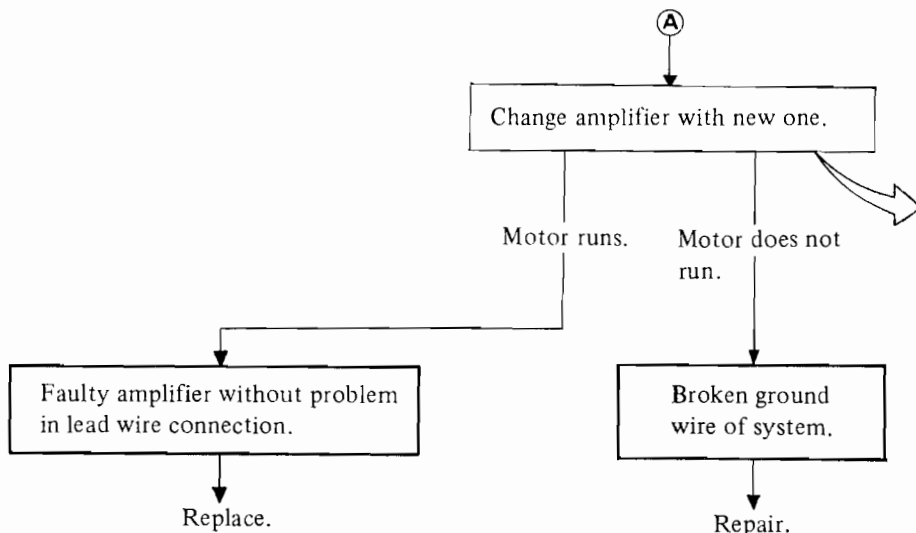 A
Change amplifier with new one.
Motor runs.
Motor does not
run.
Faulty amplifier without problem
in lead wire connection.
Broken ground
wire of system.
Replace.
Repair.